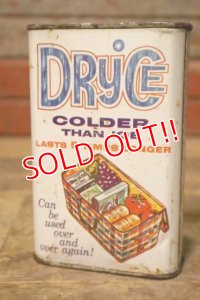 DRYCE
COLDER
THAN ICE
LASTS
SOLD OUT!!
Can
be
used
over
and
over again!